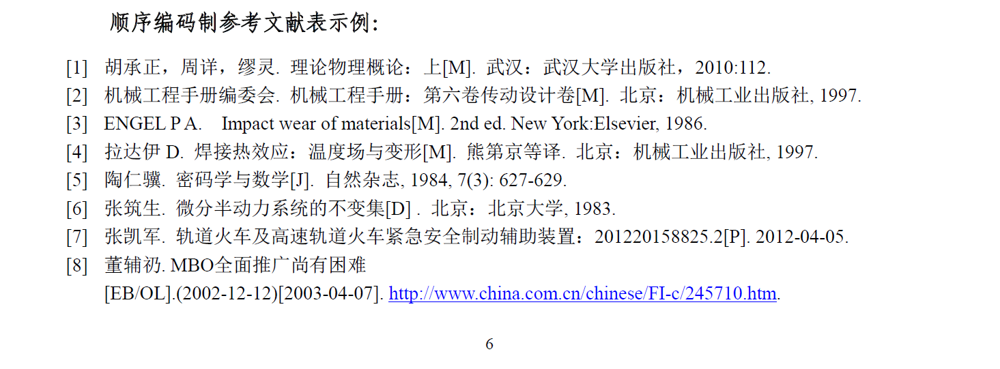 顺序编码制参考文献表示例：
[1] 胡承正，周详，缪灵. 理论物理概论：上[M]. 武汉：武汉大学出版社，2010:112.
[2] 机械工程手册编委会. 机械工程手册：第六卷传动设计卷[M]. 北京：机械工业出版社, 1997.
[3] ENGEL P A. Impact wear of materials[M]. 2nd ed. New York:Elsevier, 1986.
[4] 拉达伊 D. 焊接热效应：温度场与变形[M]. 熊第京等译. 北京：机械工业出版社, 1997.
[5] 陶仁骥. 密码学与数学[J]. 自然杂志, 1984, 7(3): 627-629.
[6] 张筑生. 微分半动力系统的不变集[D] . 北京：北京大学, 1983.
[7] 张凯军. 轨道火车及高速轨道火车紧急安全制动辅助装置：201220158825.2[P]. 2012-04-05.
[8] 董辅礽. MBO全面推广尚有困难
[EB/OL].(2002-12-12)[2003-04-07]. http://www.china.com.cn/chinese/FI-c/245710.htm.
6